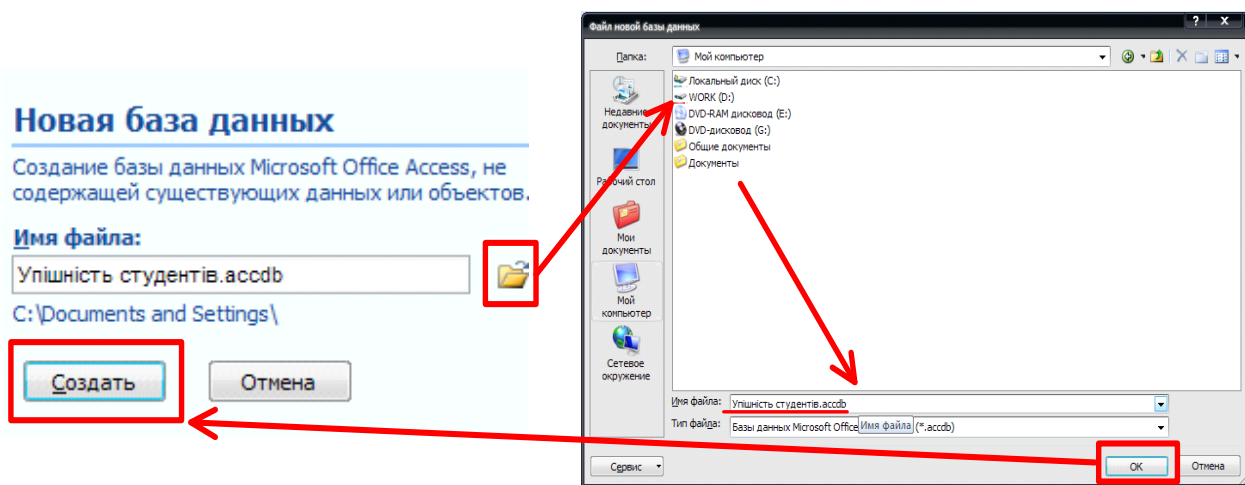 Новая база данных
Создание базы данных Microsoft Office Access, не
содержащей существующих данных или объектов.
Имя файла:
Упішність студентів.accdb
C:\Documents and Settings\
Создать
Отмена
Файл новой базы данных
Папка:
Мой компьютер
Недавние
документы
Рабочий стол
Мои
документы
Мой
компьютер
Сетевое
окружение
Локальный диск (C:)
WORK (D:)
DVD-RAM дисковод (E:)
DVD-дисковод (G:)
Общие документы
Документы
Имя файла:
Упішність студентів.accdb
Тип файла:
Базы данных Microsoft Office
Имя файла
(*.accdb)
Сервис
OK
Отмена